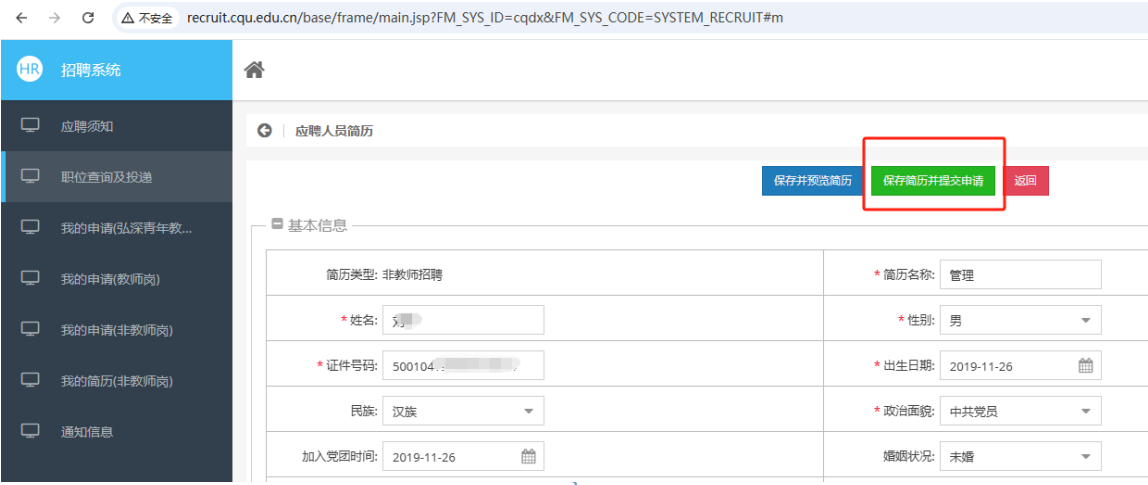 不安全 recruit.cqu.edu.cn/base/frame/main.jsp?FM_SYS_ID=cqdx&FM_SYS_CODE=SYSTEM_RECRUIT#m
HR 招聘系统
应聘须知
职位查询及投递
我的申请(弘深青年教...
我的申请(教师岗)
我的申请(非教师岗)
我的简历(非教师岗)
通知信息
应聘人员简历
保存并预览简历 保存简历并提交申请 返回
基本信息
简历类型: 非教师招聘 * 简历名称: 管理
* 姓名: * 性别: 男
* 证件号码: 500104 * 出生日期: 2019-11-26
民族: 汉族 * 政治面貌: 中共党员
加入党团时间: 2019-11-26 婚姻状况: 未婚